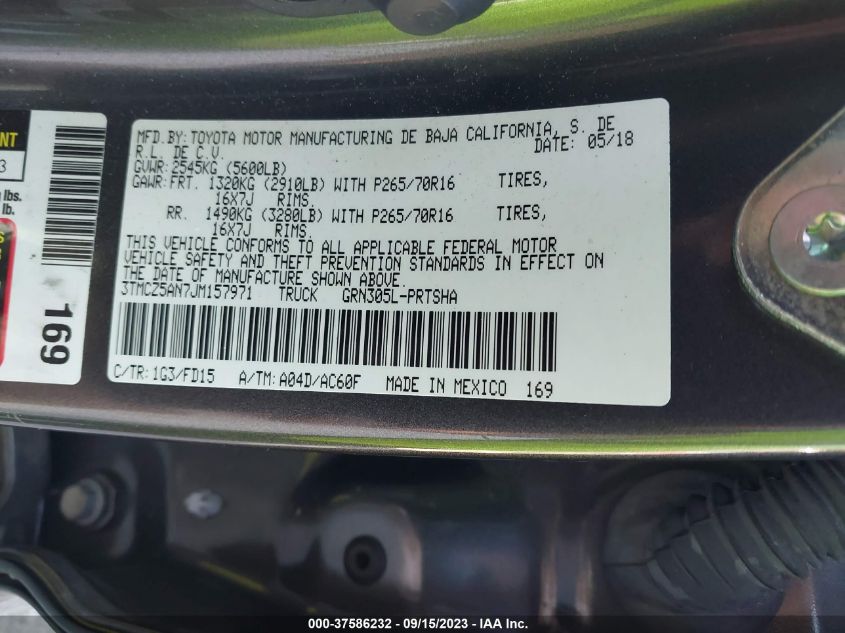 MFD.BY: TOYOTA MOTOR MANUFACTURING DE BAJA CALIFORNIA, S. DE
R.L. DE C.V. DATE: 05/18
GVWR: 2545KG (5600LB)
GAWR: FRT. 1320KG (2910LB) WITH P265/70R16 TIRES,
16X7J RIMS.
RR. 1490KG (3280LB) WITH P265/70R16 TIRES,
16X7J RIMS.
THIS VEHICLE CONFORMS TO ALL APPLICABLE FEDERAL MOTOR
VEHICLE SAFETY AND THEFT PREVENTION STANDARDS IN EFFECT ON
THE DATE OF MANUFACTURE SHOWN ABOVE.
3TMCZ5AN7JM157971 TRUCK GRN305L-PRTSHA
C/TR: 1G3/FD15 A/TM: A04D/AC60F MADE IN MEXICO 169
3
lbs.
lb.
169
000-37586232 - 09/15/2023 - IAA Inc.